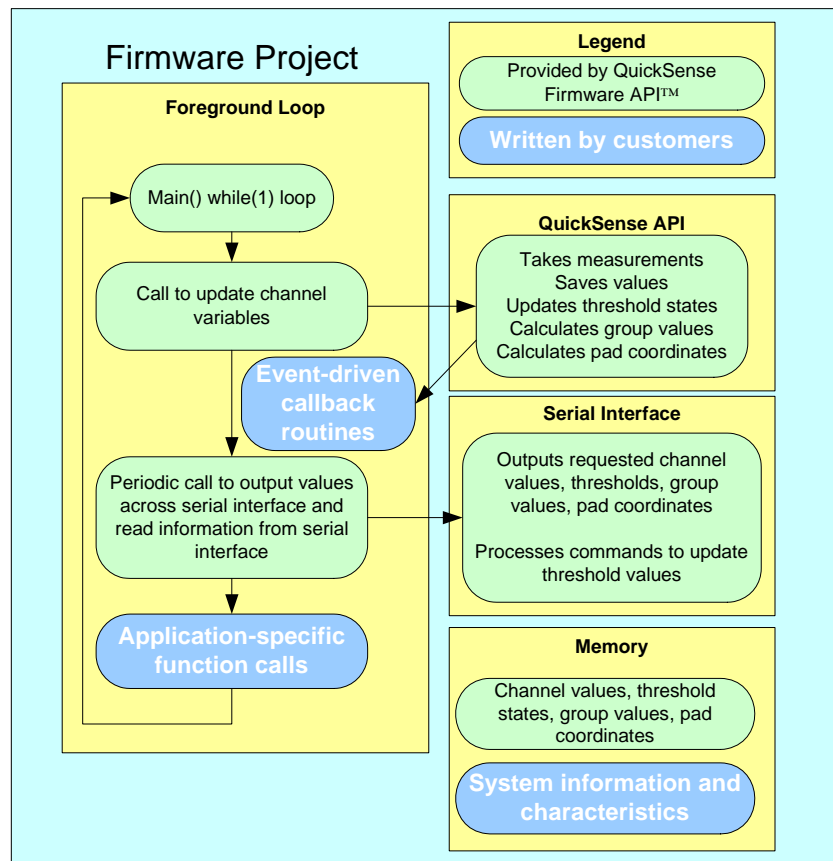 Firmware Project
Foreground Loop
Main() while(1) loop
Call to update channel
variables
Event-driven
callback
routines
Periodic call to output values
across serial interface and
read information from serial
interface
Application-specific
function calls
Legend
Provided by QuickSense
Firmware API™
Written by customers
QuickSense API
Takes measurements
Saves values
Updates threshold states
Calculates group values
Calculates pad coordinates
Serial Interface
Outputs requested channel
values, thresholds, group
values, pad coordinates
Processes commands to update
threshold values
Memory
Channel values, threshold
states, group values, pad
coordinates
System information and
characteristics